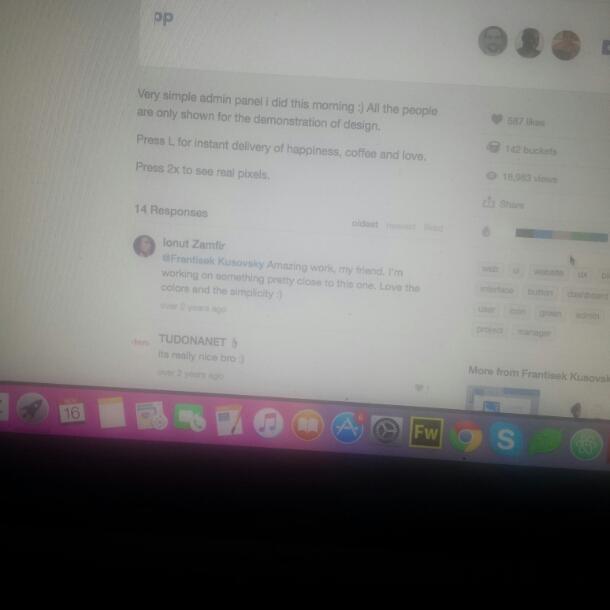 pp
Very simple admin panel i did this morning :) All the people
are only shown for the demonstration of design.
Press L for instant delivery of happiness, coffee and love.
Press 2x to see real pixels.
14 Responses
oldest newest liked
Ionut Zamfir
@Frantisek Kusovsky Amazing work, my friend. I'm
working on something pretty close to this one. Love the
colors and the simplicity :)
over 2 years ago
TUDONANET
Its really nice bro :)
over 2 years ago
1
587 likes
142 buckets
Share
web ui website ux
interface button dashboard
user icon green admin
project manager
More from Frantisek Kusovsk
16
6
Fw
S